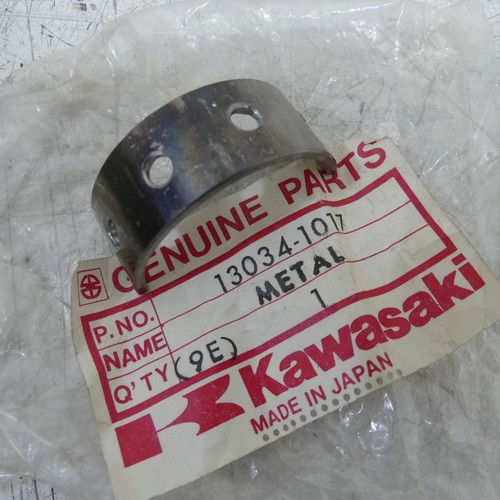 GENUINE PARTS
P.NO. 13034-1017
NAME METAL
Q'TY (9E) 1
Kawasaki
MADE IN JAPAN